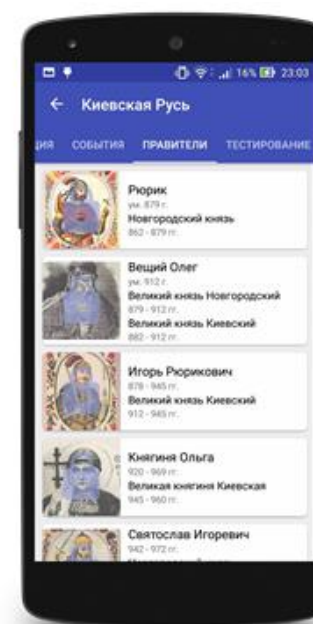 16% 23:03
Киевская Русь
ЦИЯ СОБЫТИЯ ПРАВИТЕЛИ ТЕСТИРОВАНИЕ
Рюрик
ум. 879 г.
Новгородский князь
862 - 879 гг.
Вещий Олег
ум. 912 г.
Великий князь Новгородский
879 - 912 гг.
Великий князь Киевский
882 - 912 гг.
Игорь Рюрикович
878 - 945 гг.
Великий князь Киевский
912 - 945 гг.
Княгиня Ольга
920 - 969 гг.
Великая княгиня Киевская
945 - 960 гг.
Святослав Игоревич
942 - 972 гг.